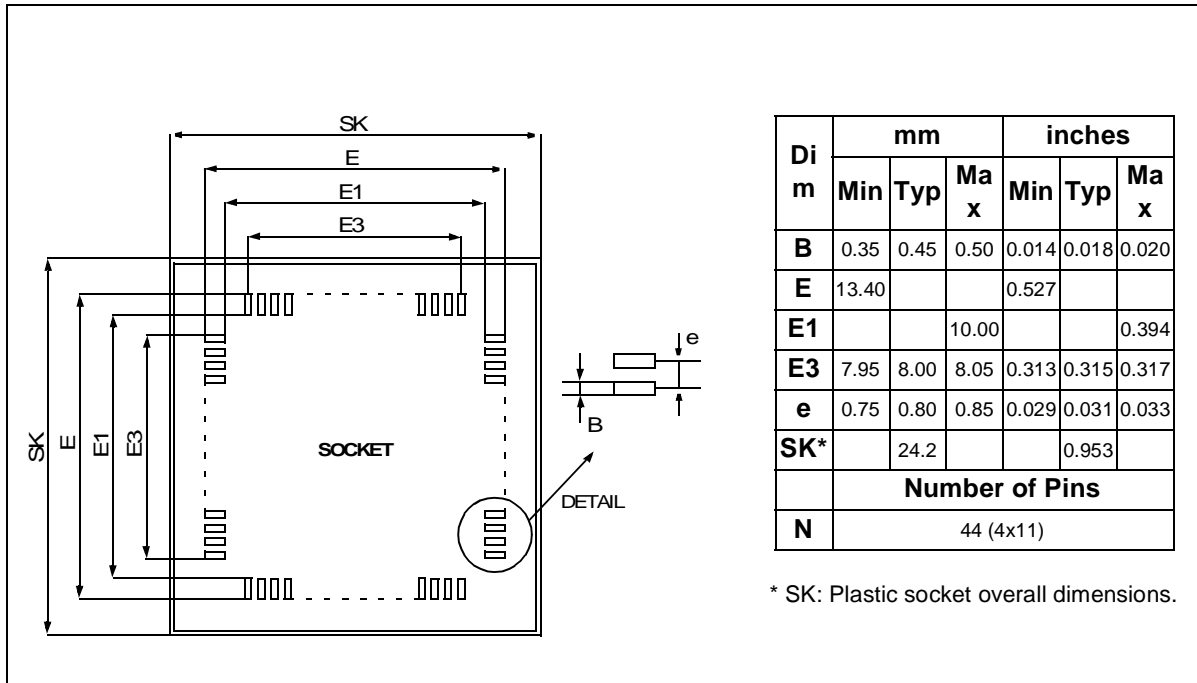 SK
E
E1
E3
SK
E
E1
E3
SOCKET
e
B
DETAIL
Di
m
mm
inches
Min Typ Ma
x
Min Typ Ma
x
B 0.35 0.45 0.50 0.014 0.018 0.020
E 13.40 0.527
E1 10.00 0.394
E3 7.95 8.00 8.05 0.313 0.315 0.317
e 0.75 0.80 0.85 0.029 0.031 0.033
SK* 24.2 0.953
Number of Pins
N 44 (4x11)
* SK: Plastic socket overall dimensions.